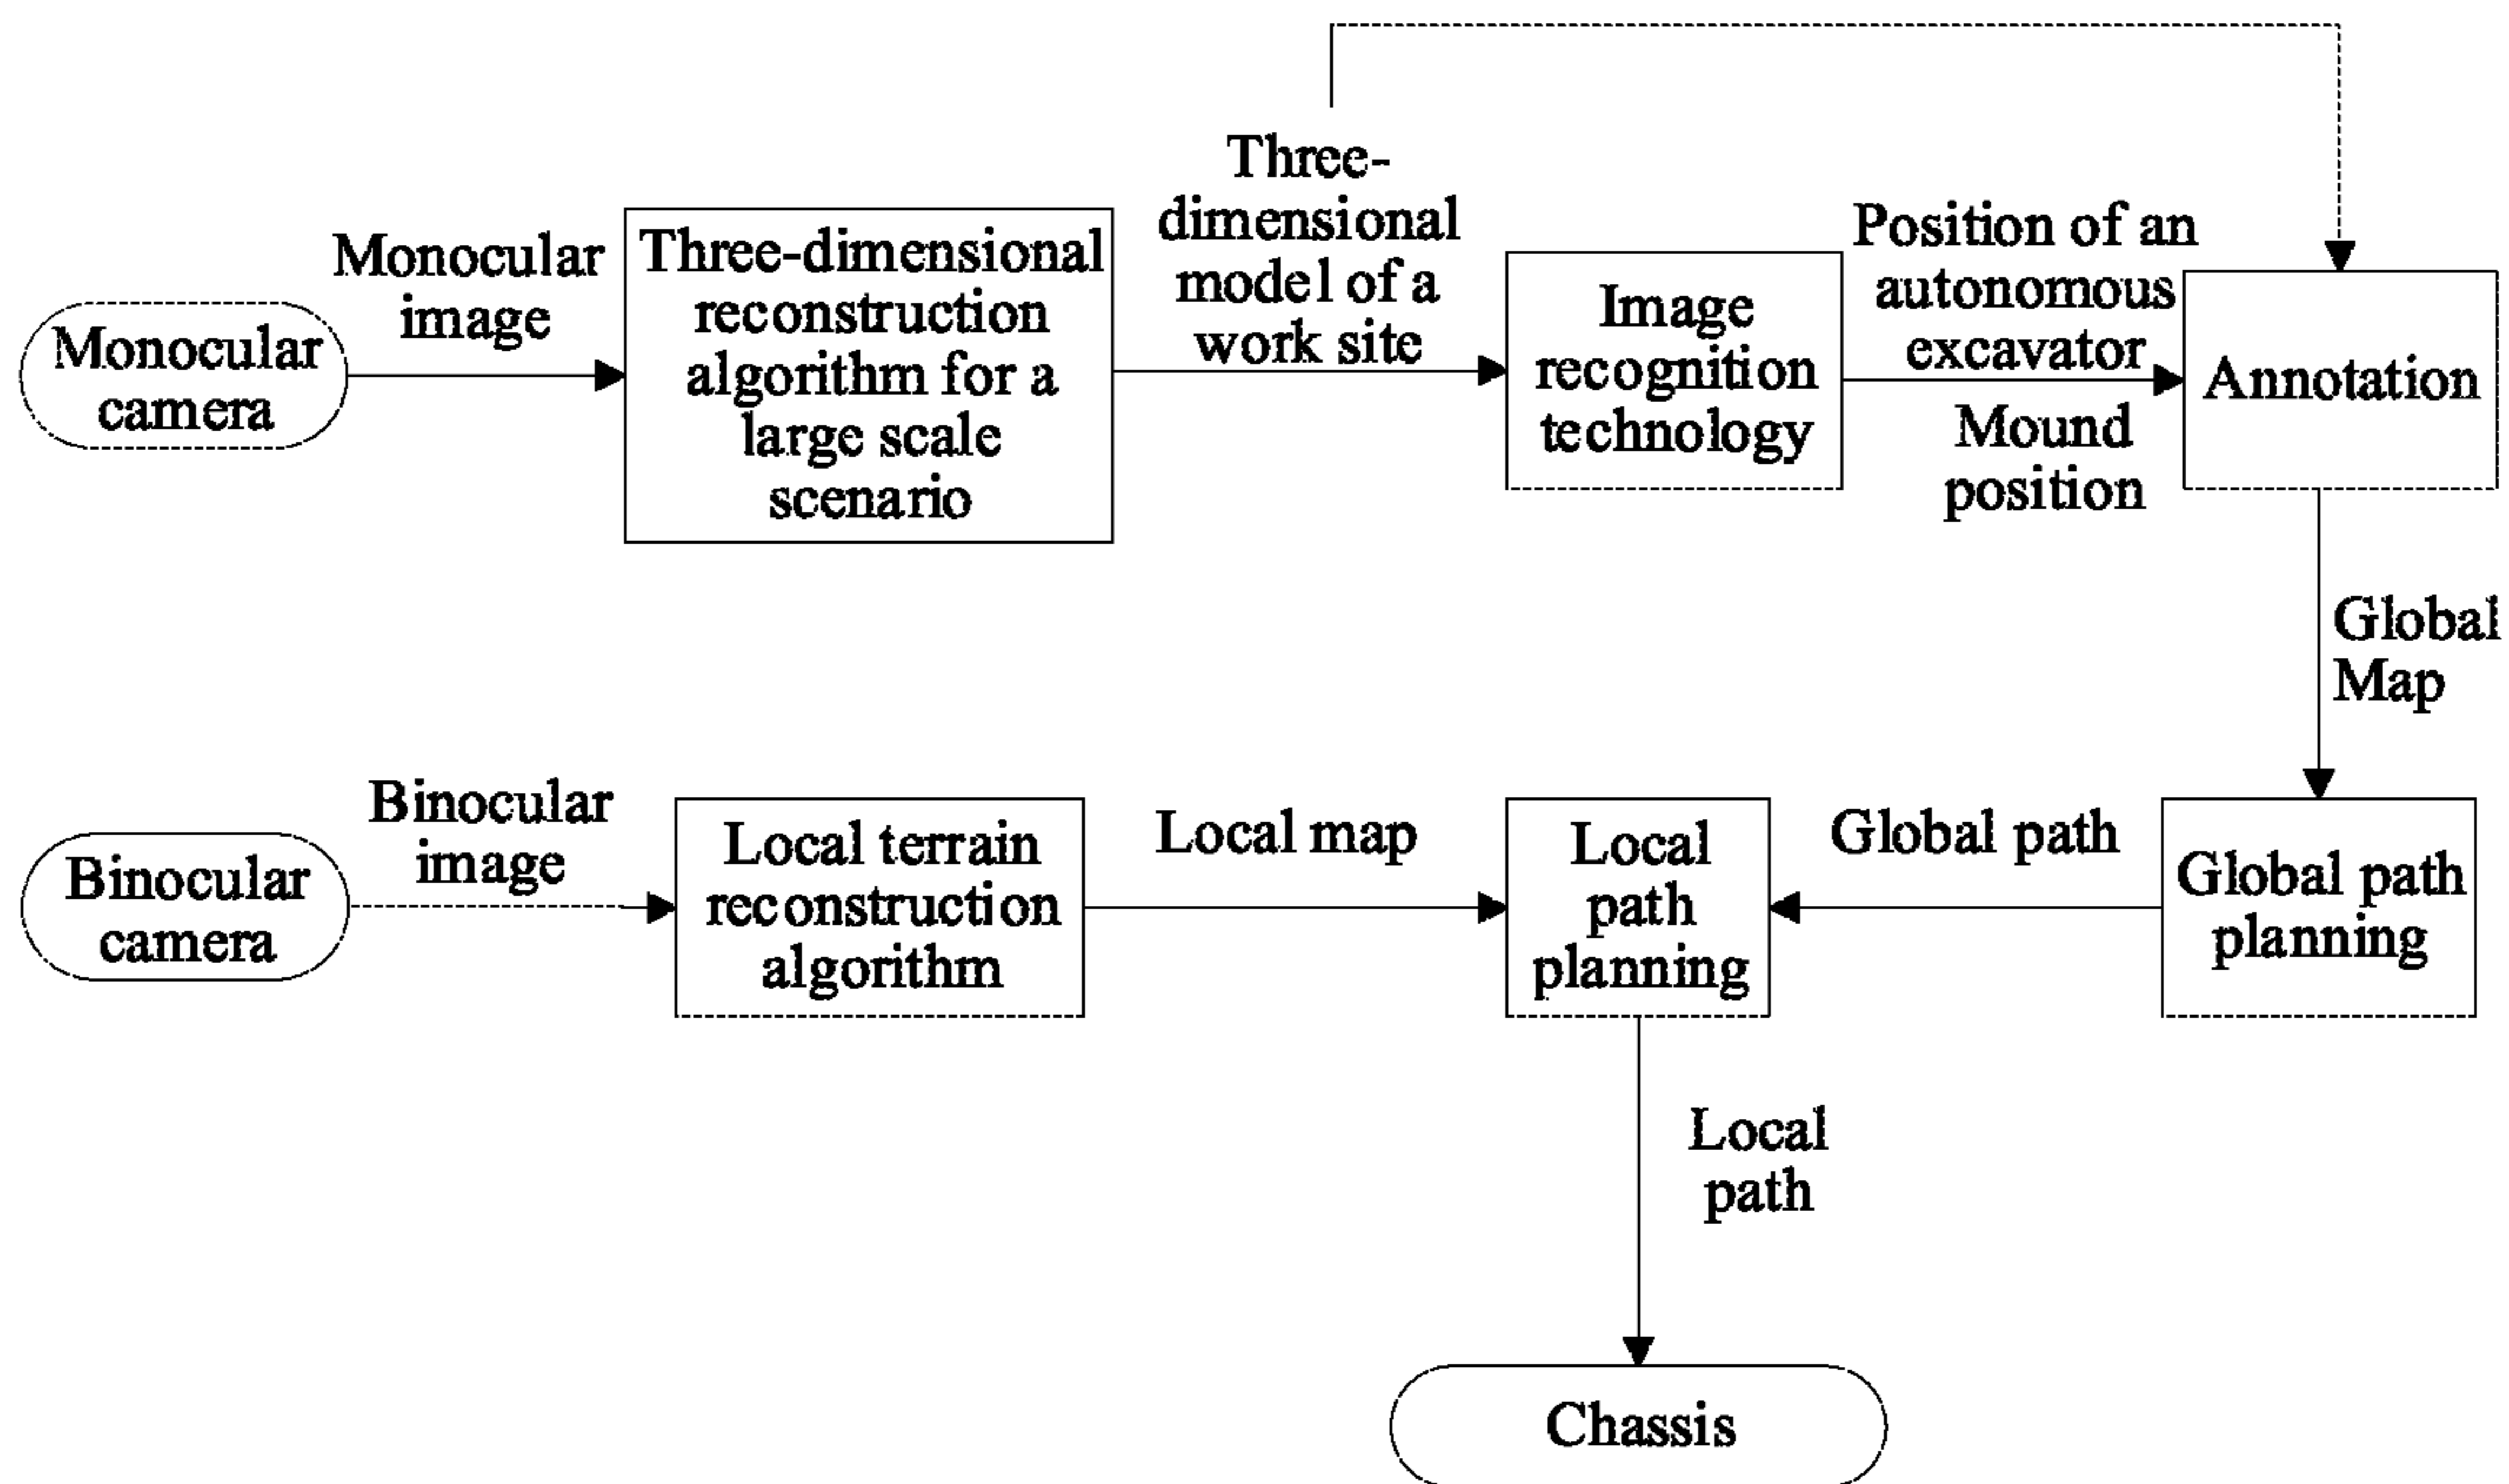 Monocular
camera
Monocular
image
Three-dimensional
reconstruction
algorithm for a
large scale
scenario
Three-
dimensional
model of a
work site
Image
recognition
technology
Position of an
autonomous
excavator
Mound
position
Annotation
Global
Map
Binocular
camera
Binocular
image
Local terrain
reconstruction
algorithm
Local map
Local
path
planning
Global path
Global path
planning
Local
path
Chassis